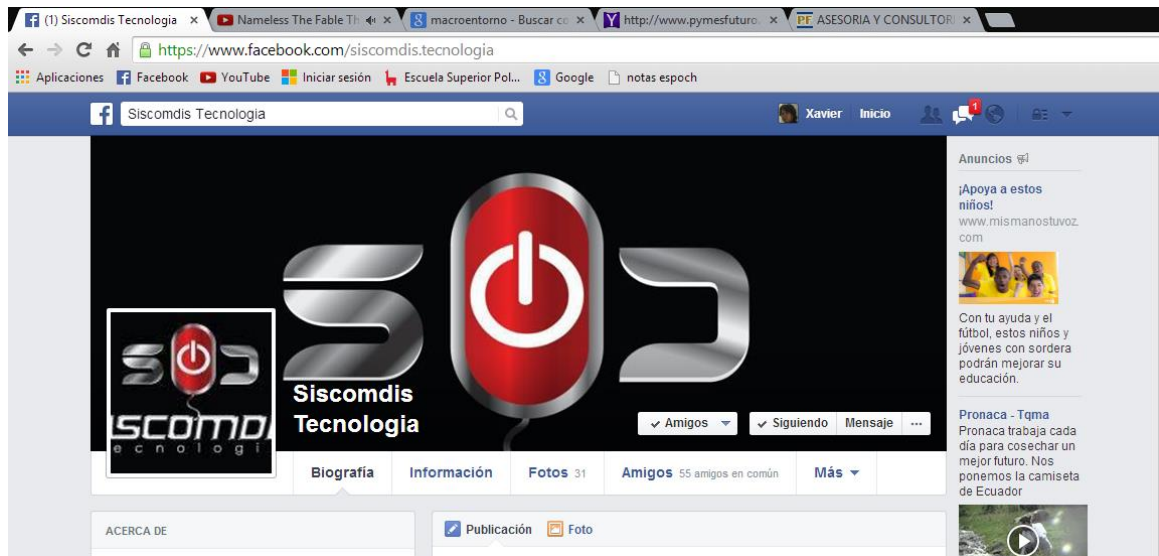 (1) Siscomdis Tecnologia
Nameless The Fable Th
macroentorno - Buscar co
http://www.pymesfuturo.
ASESORIA Y CONSULTORI
https://www.facebook.com/siscomdis.tecnologia
Aplicaciones Facebook YouTube Iniciar sesión Escuela Superior Pol... Google notas espoch
Siscomdis Tecnologia
Xavier Inicio
1
Anuncios
¡Apoya a estos
niños!
www.mismanostuvoz.
com
Con tu ayuda y el
fútbol, estos niños y
jóvenes con sordera
podrán mejorar su
educación.
Pronaca - Tqma
Pronaca trabaja cada
día para cosechar un
mejor futuro. Nos
ponemos la camiseta
de Ecuador
Siscomdis
Tecnologia
Amigos Siguiendo Mensaje ...
Biografía Información Fotos 31 Amigos 55 amigos en común Más
ACERCA DE
Publicación Foto